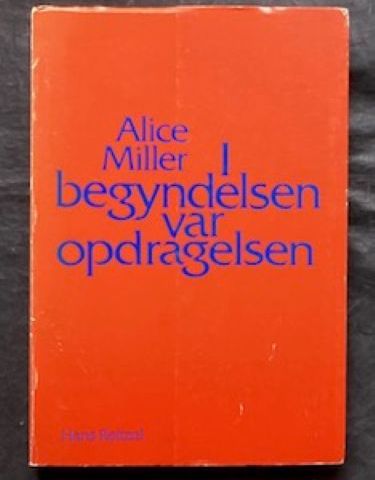 Alice
Miller I
begyndelsen
var
opdragelsen
Hans Reitzel